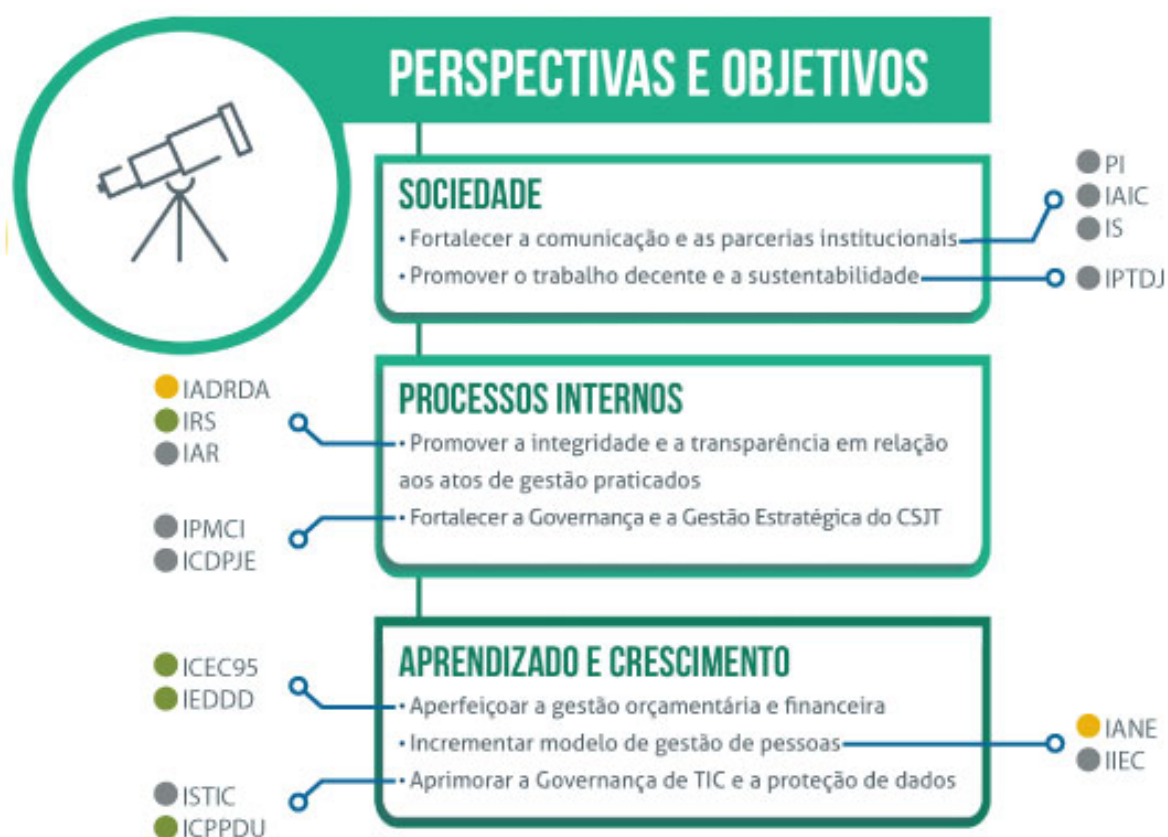 PERSPECTIVAS E OBJETIVOS
SOCIEDADE
• Fortalecer a comunicação e as parcerias institucionais
• Promover o trabalho decente e a sustentabilidade
PI
IAIC
IS
IPTDJ
IADRDA
IRS
IAR
IPMCI
ICDPJE
PROCESSOS INTERNOS
• Promover a integridade e a transparência em relação
aos atos de gestão praticados
• Fortalecer a Governança e a Gestão Estratégica do CSJT
ICEC95
IEDDD
ISTIC
ICPPDU
APRENDIZADO E CRESCIMENTO
• Aperfeiçoar a gestão orçamentária e financeira
• Incrementar modelo de gestão de pessoas
• Aprimorar a Governança de TIC e a proteção de dados
IANE
IIEC